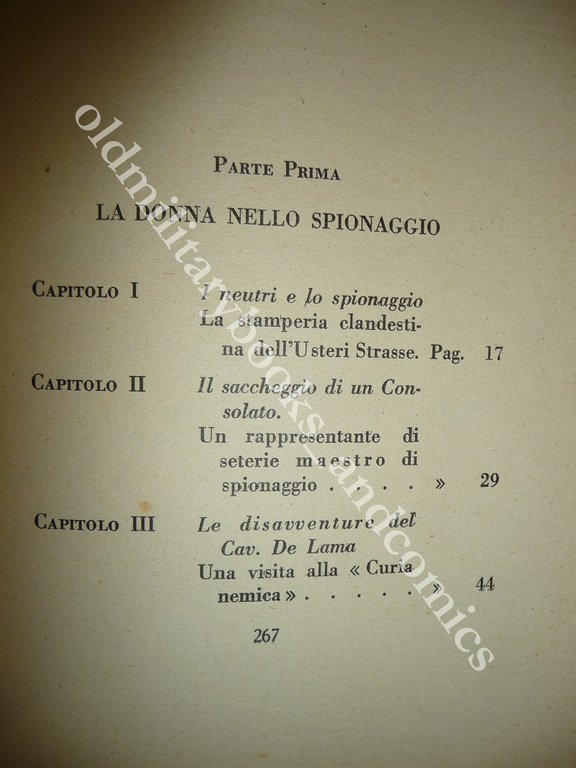 PARTE PRIMA
LA DONNA NELLO SPIONAGGIO
CAPITOLO I I neutri e lo spionaggio
La stamperia clandesti-
na dell'Usteri Strasse. Pag. 17
CAPITOLO II Il saccheggio di un Con-
solato.
Un rappresentante di
seterie maestro di
spionaggio . . . . » 29
CAPITOLO III Le disavventure del
Cav. De Lama
Una visita alla « Curia
nemica » . . . . . » 44
267
oldmilitarybooks_andcomics